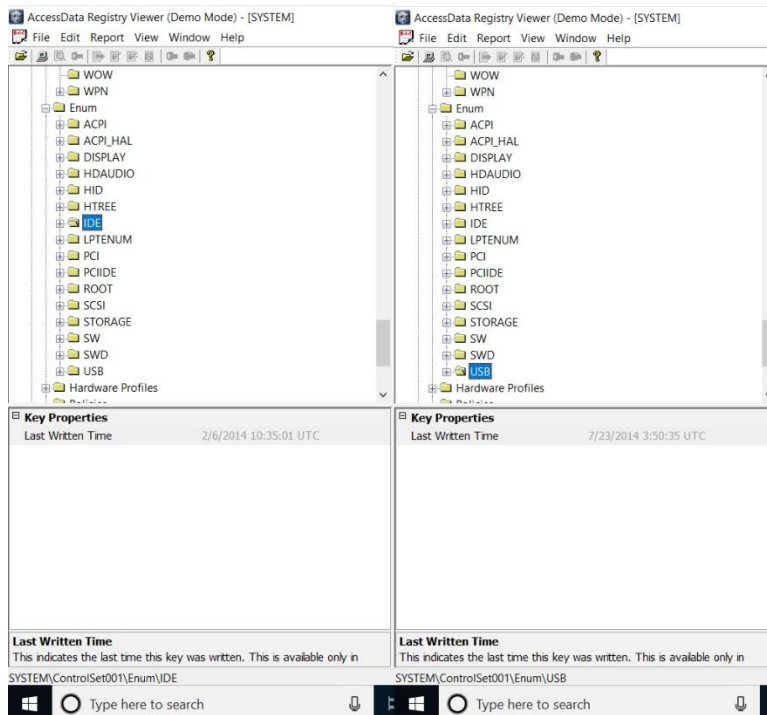 AccessData Registry Viewer (Demo Mode) - [SYSTEM]
File Edit Report View Window Help
WOW
WPN
Enum
ACPI
ACPI_HAL
DISPLAY
HDAUDIO
HID
HTREE
IDE
LPTENUM
PCI
PCIIDE
ROOT
SCSI
STORAGE
SW
SWD
USB
Hardware Profiles
Policies
Key Properties
Last Written Time 2/6/2014 10:35:01 UTC
Last Written Time
This indicates the last time this key was written. This is available only in
SYSTEM\ControlSet001\Enum\IDE
Type here to search
AccessData Registry Viewer (Demo Mode) - [SYSTEM]
File Edit Report View Window Help
WOW
WPN
Enum
ACPI
ACPI_HAL
DISPLAY
HDAUDIO
HID
HTREE
IDE
LPTENUM
PCI
PCIIDE
ROOT
SCSI
STORAGE
SW
SWD
USB
Hardware Profiles
Policies
Key Properties
Last Written Time 7/23/2014 3:50:35 UTC
Last Written Time
This indicates the last time this key was written. This is available only in
SYSTEM\ControlSet001\Enum\USB
Type here to search